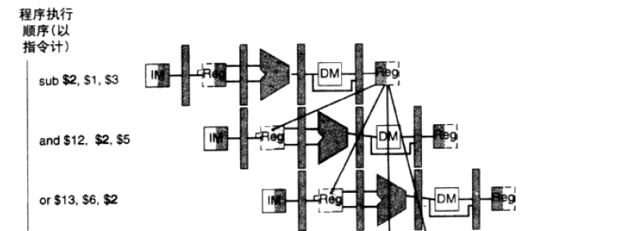 程序执行
顺序(以
指令计)
IM Reg DM Reg
sub $2, $1, $3
IM Reg DM Reg
and $12, $2, $5
IM Reg DM Reg
or $13, $6, $2